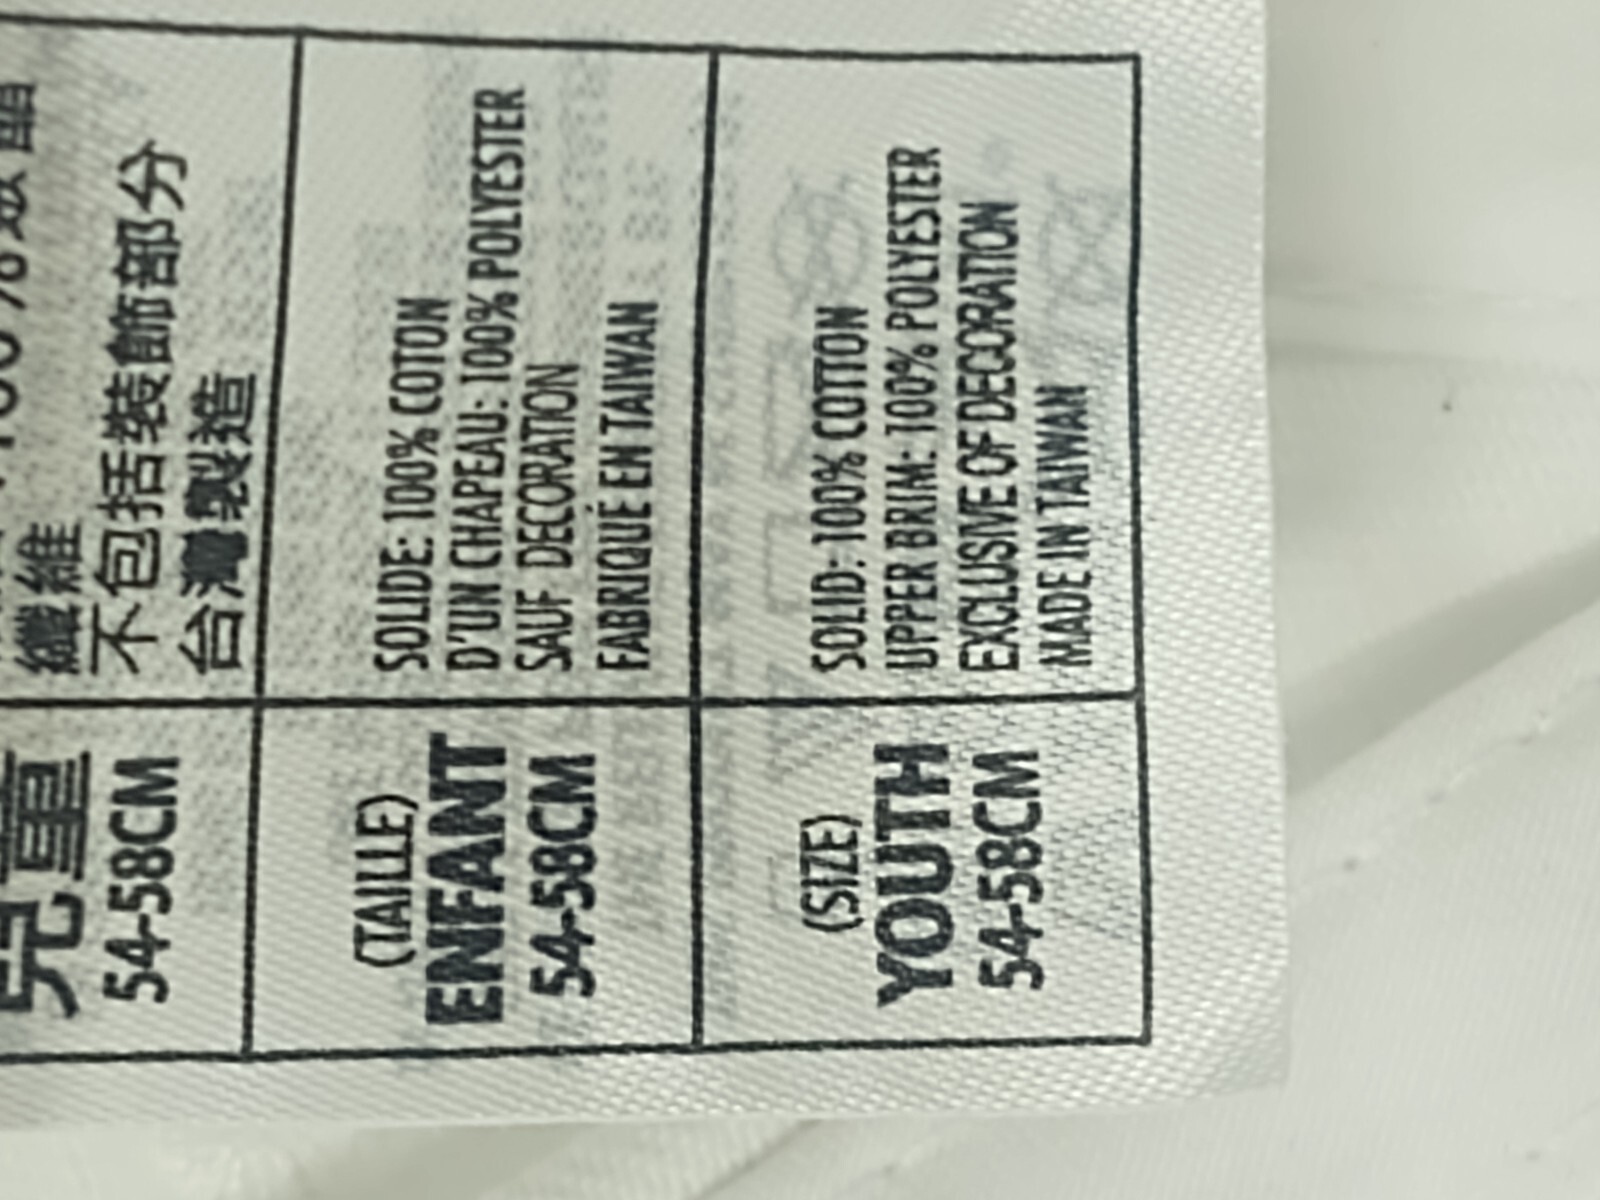 (SIZE)
YOUTH
54-58CM
SOLID: 100% COTTON
UPPER BRIM: 100% POLYESTER
EXCLUSIVE OF DECORATION
MADE IN TAIWAN
(TAILLE)
ENFANT
54-58CM
SOLIDE: 100% COTON
D'UN CHAPEAU: 100% POLYESTER
SAUF DECORATION
FABRIQUÉ EN TAIWAN
兒童
54-58CM
纖維
不包括裝飾部分
台灣製造